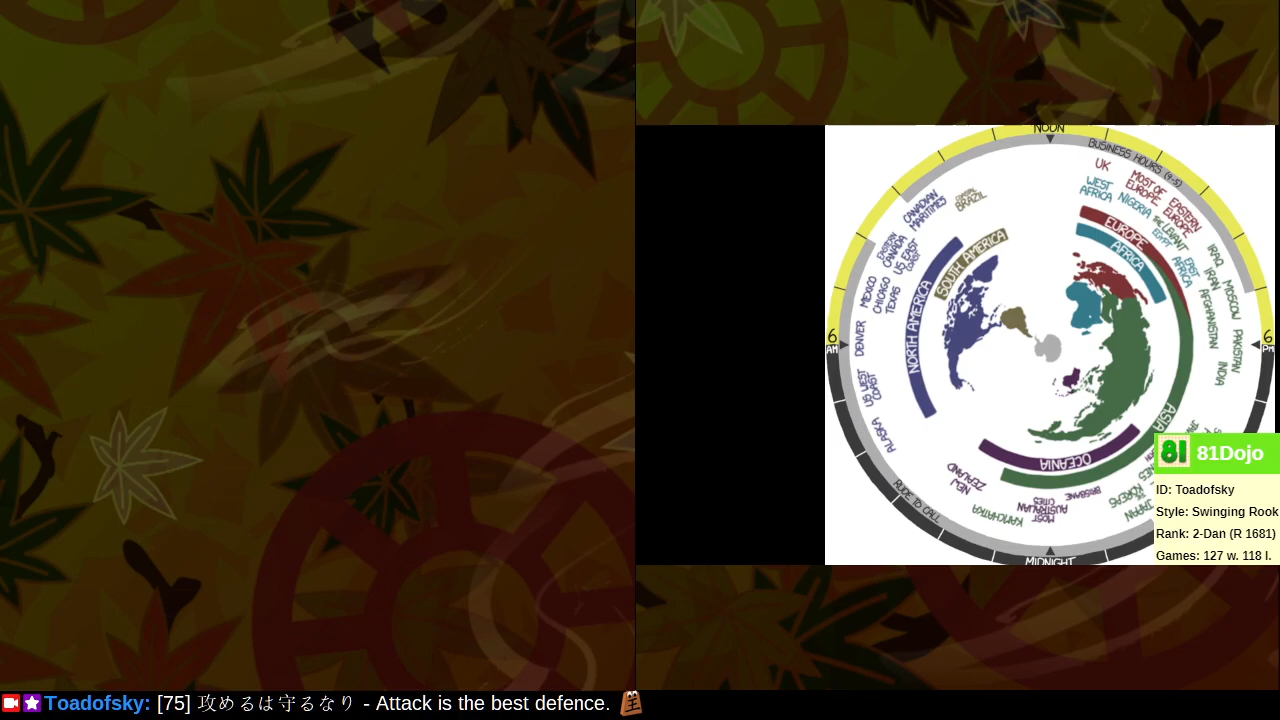 NOON
BUSINESS HOURS (9-5)
UK
MOST OF
EUROPE
WEST
AFRICA
NIGERIA
EASTERN
EUROPE
THE LEVANT
EGYPT
EAST
AFRICA
IRAQ
IRAN
MOSCOW
AFGHANISTAN
PAKISTAN
INDIA
CANADIAN
MARITIMES
BRAZIL
EASTERN
CANADA
US EAST
COAST
MEXICO
CHICAGO
TEXAS
DENVER
US WEST
COAST
ALASKA
EUROPE
AFRICA
SOUTH AMERICA
NORTH AMERICA
ASIA
OCEANIA
6
AM
6
PM
NEW
ZEALAND
KAMCHATKA
MOST
AUSTRALIAN
CITIES
BRISBANE
KOREAS
JAPAN
RUDE TO CALL
MIDNIGHT
81 81Dojo
ID: Toadofsky
Style: Swinging Rook
Rank: 2-Dan (R 1681)
Games: 127 w. 118 l.
Toadofsky: [75] 攻めるは守るなり - Attack is the best defence.